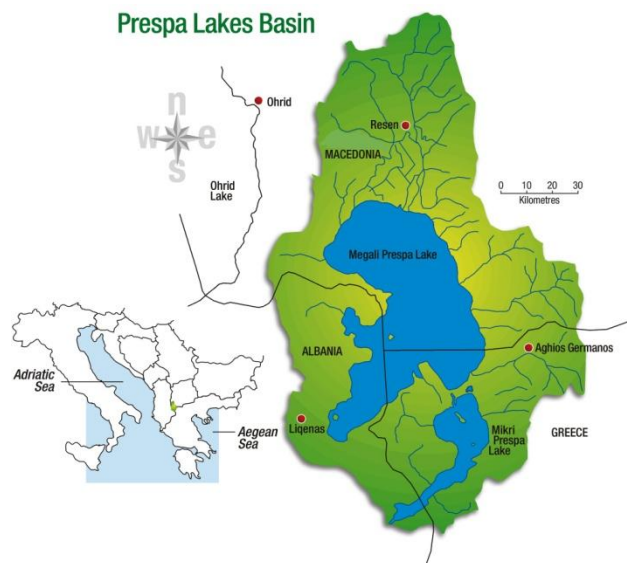 Prespa Lakes Basin
n
w e
s
Ohrid
Ohrid
Lake
Resen
MACEDONIA
0 10 20 30
Kilometres
Megali Prespa Lake
ALBANIA
Aghios Germanos
Liqenas
Mikri
Prespa
Lake
GREECE
Adriatic
Sea
Aegean
Sea